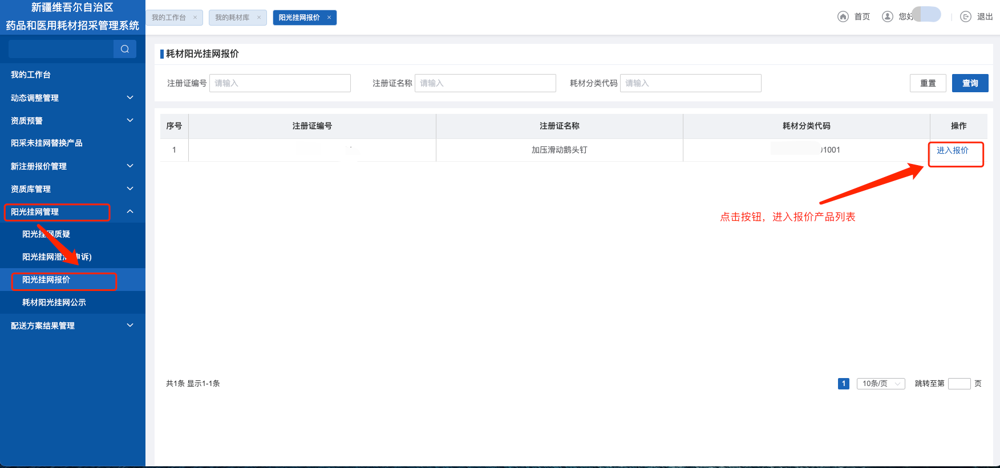 新疆维吾尔自治区
药品和医用耗材招采管理系统
我的工作台 ×
我的耗材库 ×
阳光挂网报价 ×
首页
您好
退出
我的工作台
动态调整管理
资质预警
阳采未挂网替换产品
新注册报价管理
资质库管理
阳光挂网管理
阳光挂网质疑
阳光挂网澄 申诉)
阳光挂网报价
耗材阳光挂网公示
配送方案结果管理
耗材阳光挂网报价
注册证编号 请输入
注册证名称 请输入
耗材分类代码 请输入
重置 查询
序号 注册证编号 注册证名称 耗材分类代码 操作
1 加压滑动鹅头钉 01001 进入报价
点击按钮，进入报价产品列表
共1条 显示1-1条
1 10条/页 跳转至第 页